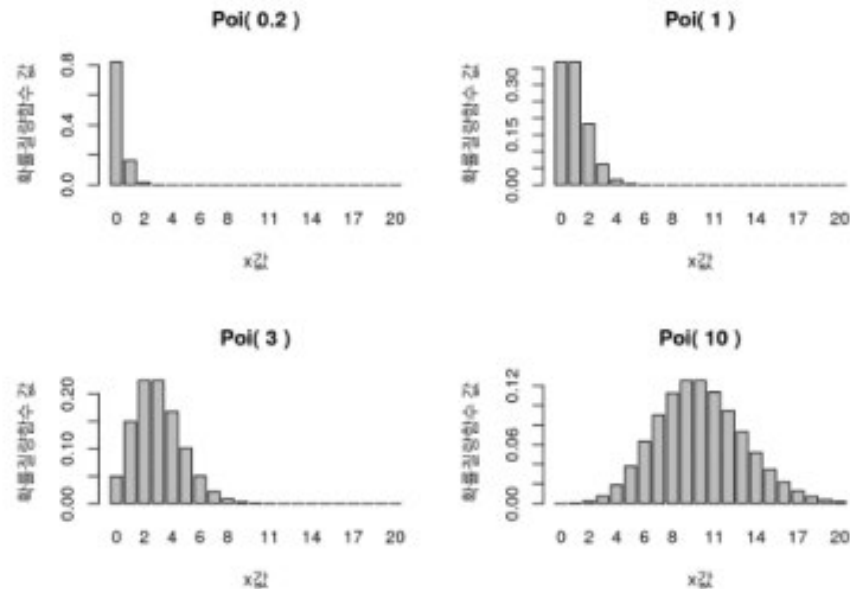 Poi( 0.2 )
확률질량함수 값
0.0 0.4 0.8
0 2 4 6 8 11 14 17 20
x값
Poi( 1 )
확률질량함수 값
0.00 0.15 0.30
0 2 4 6 8 11 14 17 20
x값
Poi( 3 )
확률질량함수 값
0.00 0.10 0.20
0 2 4 6 8 11 14 17 20
x값
Poi( 10 )
확률질량함수 값
0.00 0.06 0.12
0 2 4 6 8 11 14 17 20
x값